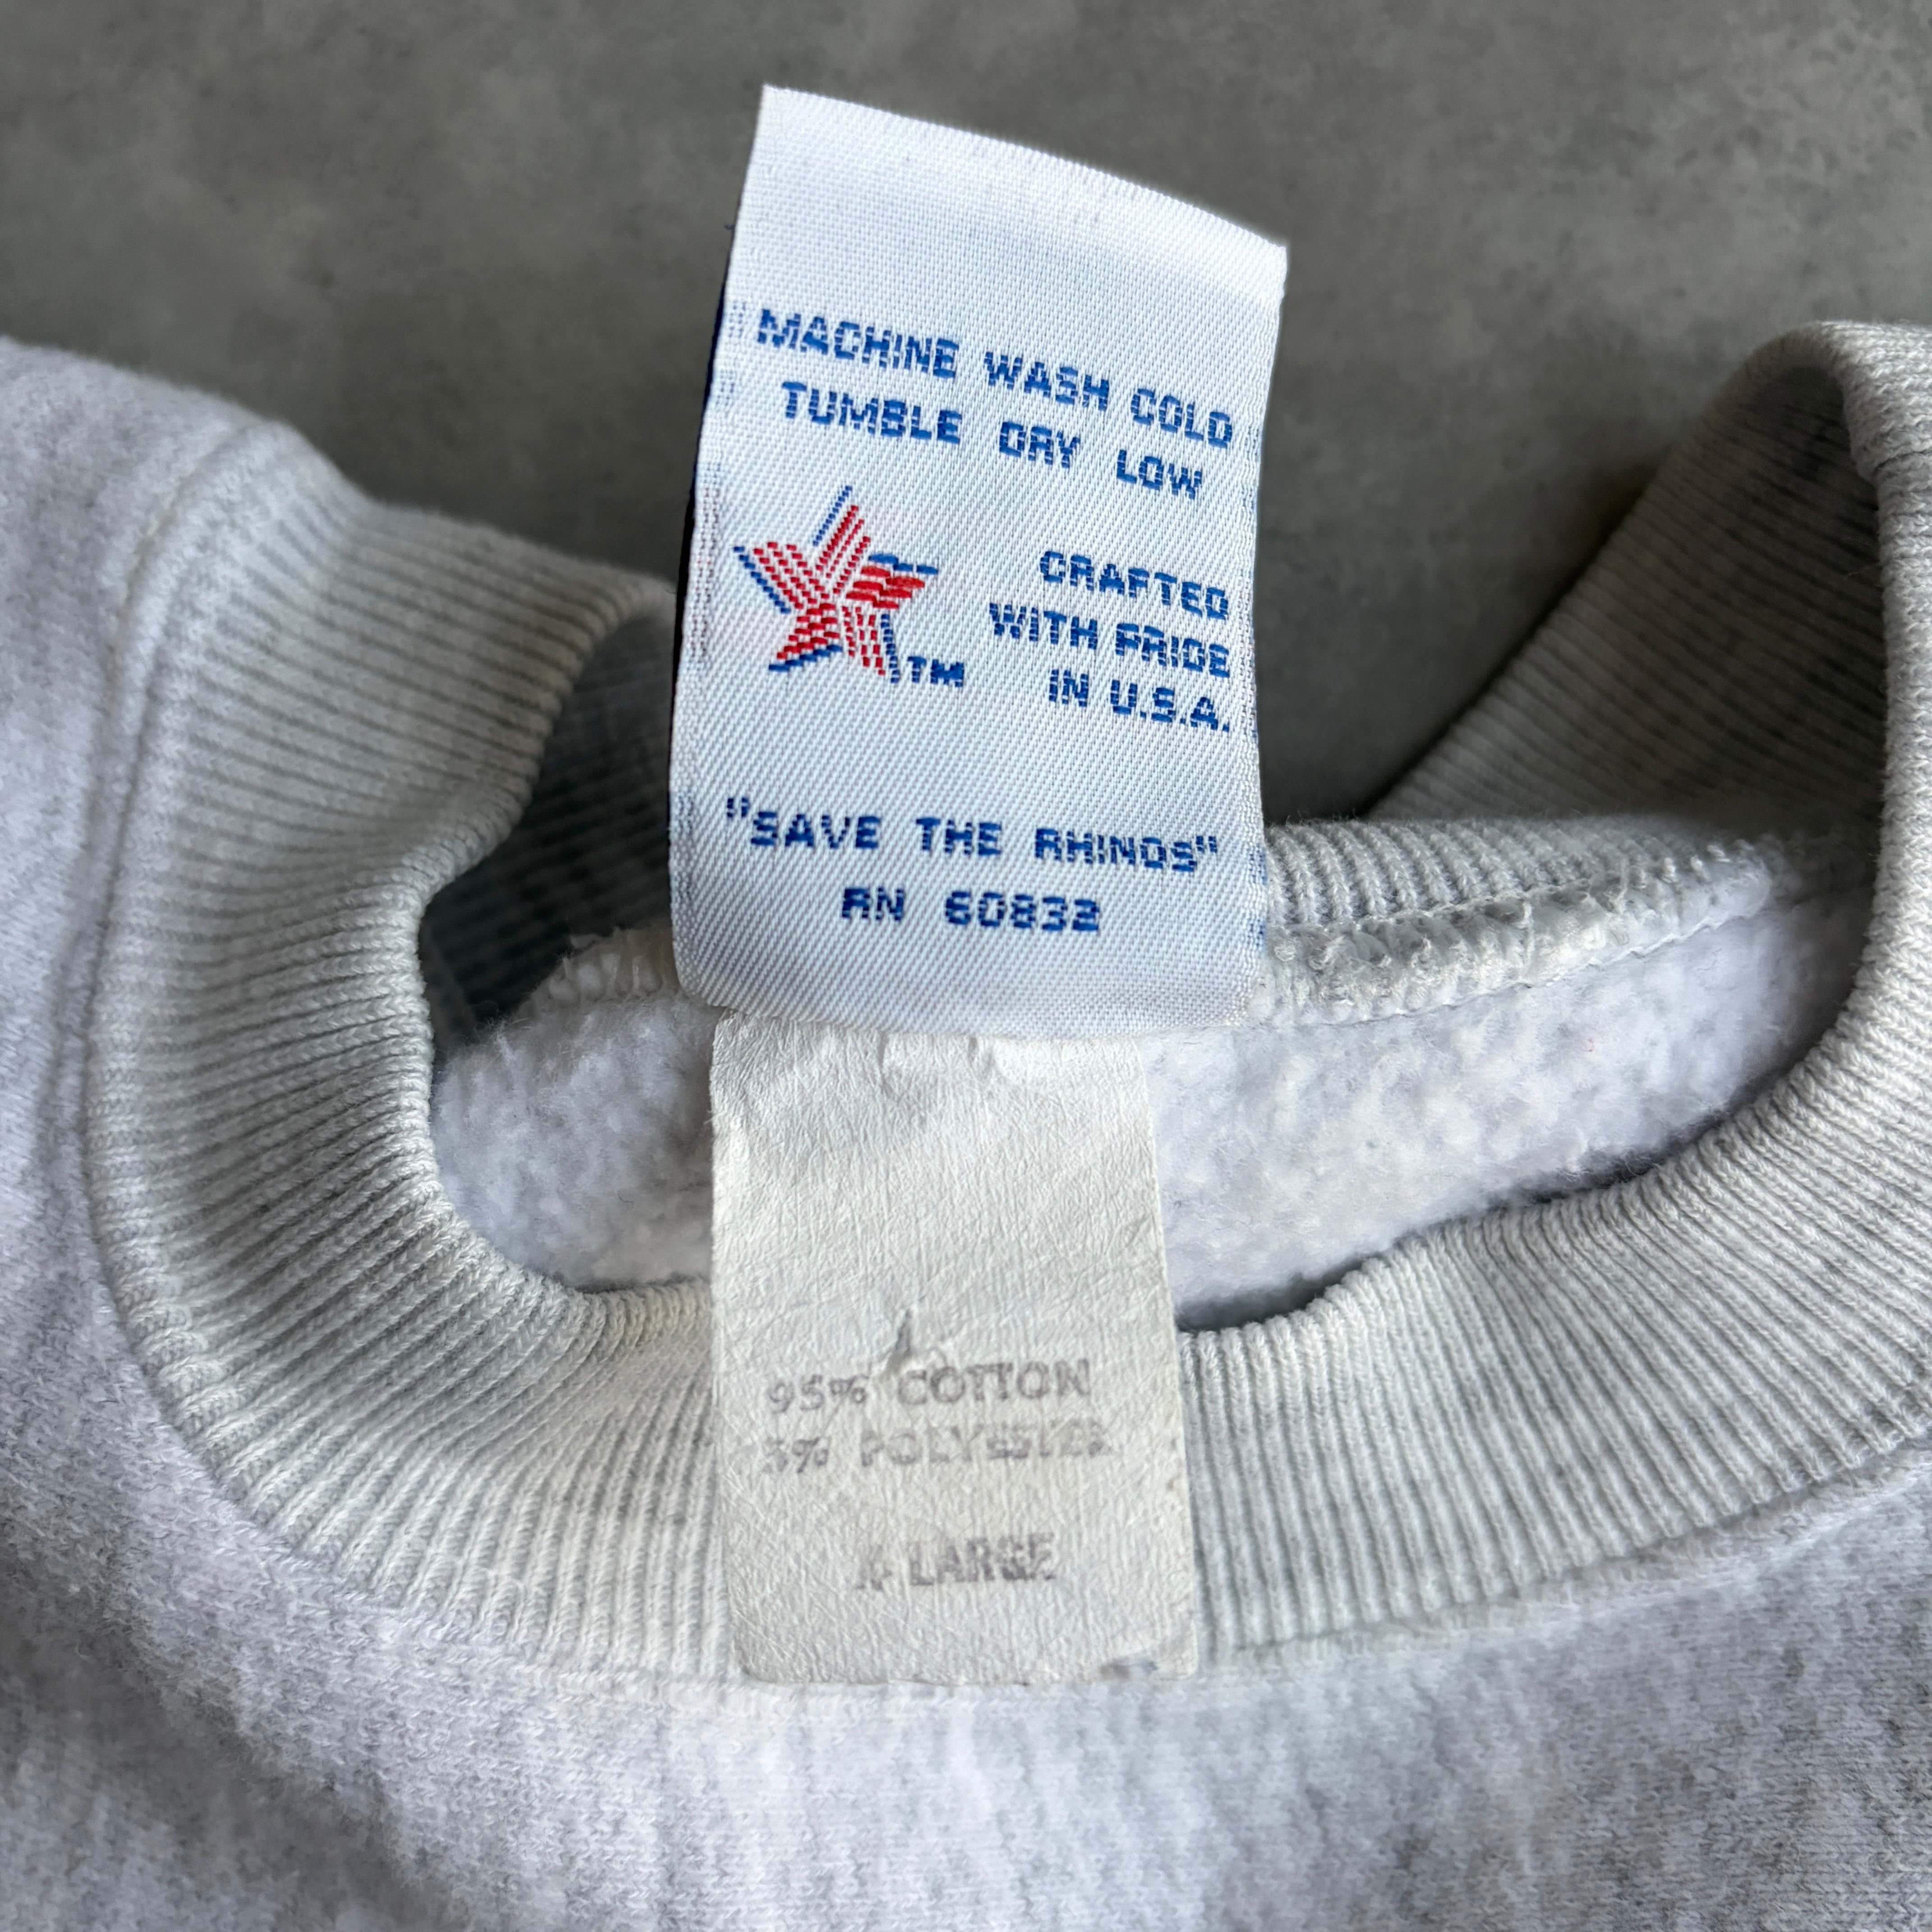 MACHINE WASH COLD
TUMBLE DRY LOW
TM
CRAFTED
WITH PRIDE
IN U.S.A.
"SAVE THE RHINOS"
RN 60832
95% COTTON
5% POLYESTER
X-LARGE